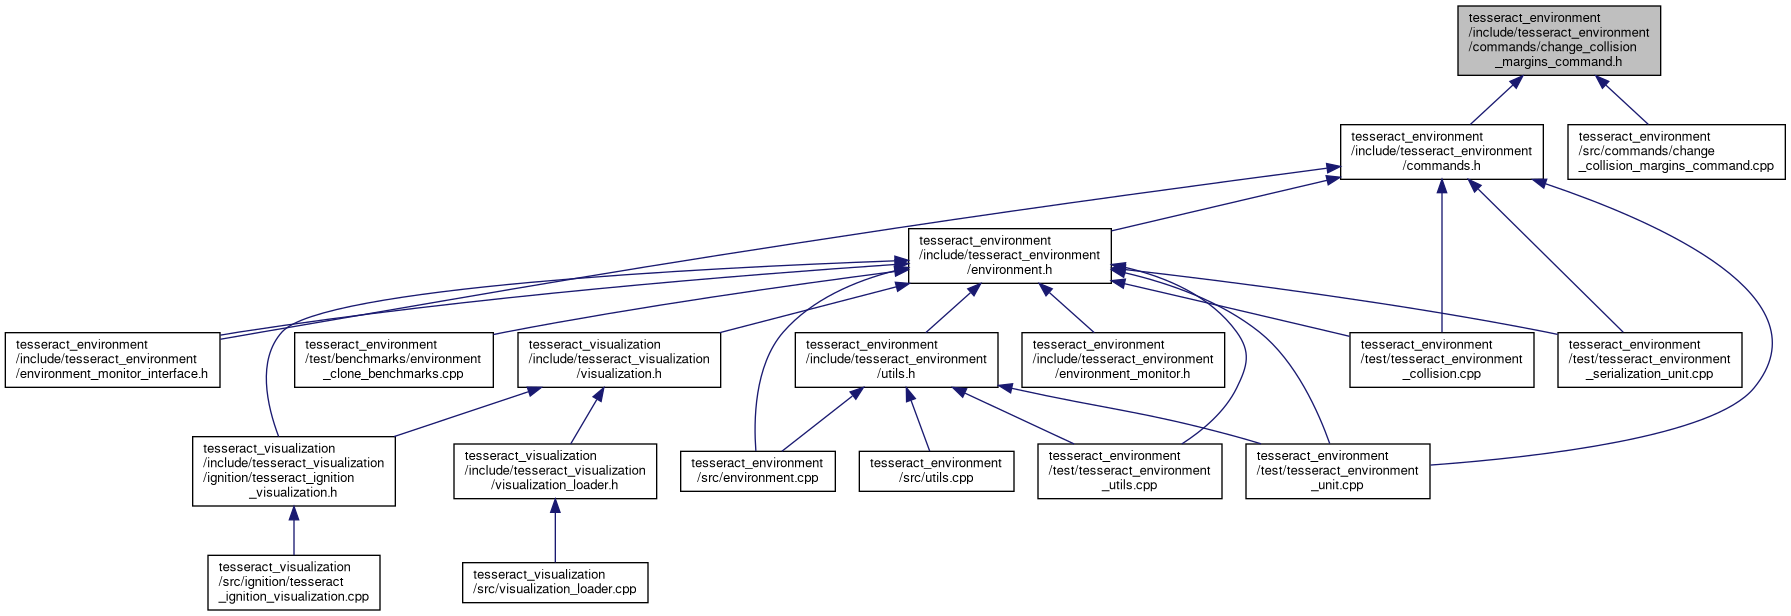 tesseract_environment
/include/tesseract_environment
/commands/change_collision
_margins_command.h
tesseract_environment
/include/tesseract_environment
/commands.h
tesseract_environment
/src/commands/change
_collision_margins_command.cpp
tesseract_environment
/include/tesseract_environment
/environment.h
tesseract_environment
/include/tesseract_environment
/environment_monitor_interface.h
tesseract_environment
/test/benchmarks/environment
_clone_benchmarks.cpp
tesseract_visualization
/include/tesseract_visualization
/visualization.h
tesseract_environment
/include/tesseract_environment
/utils.h
tesseract_environment
/include/tesseract_environment
/environment_monitor.h
tesseract_environment
/test/tesseract_environment
_collision.cpp
tesseract_environment
/test/tesseract_environment
_serialization_unit.cpp
tesseract_visualization
/include/tesseract_visualization
/ignition/tesseract_ignition
_visualization.h
tesseract_visualization
/include/tesseract_visualization
/visualization_loader.h
tesseract_environment
/src/environment.cpp
tesseract_environment
/src/utils.cpp
tesseract_environment
/test/tesseract_environment
_utils.cpp
tesseract_environment
/test/tesseract_environment
_unit.cpp
tesseract_visualization
/src/ignition/tesseract
_ignition_visualization.cpp
tesseract_visualization
/src/visualization_loader.cpp